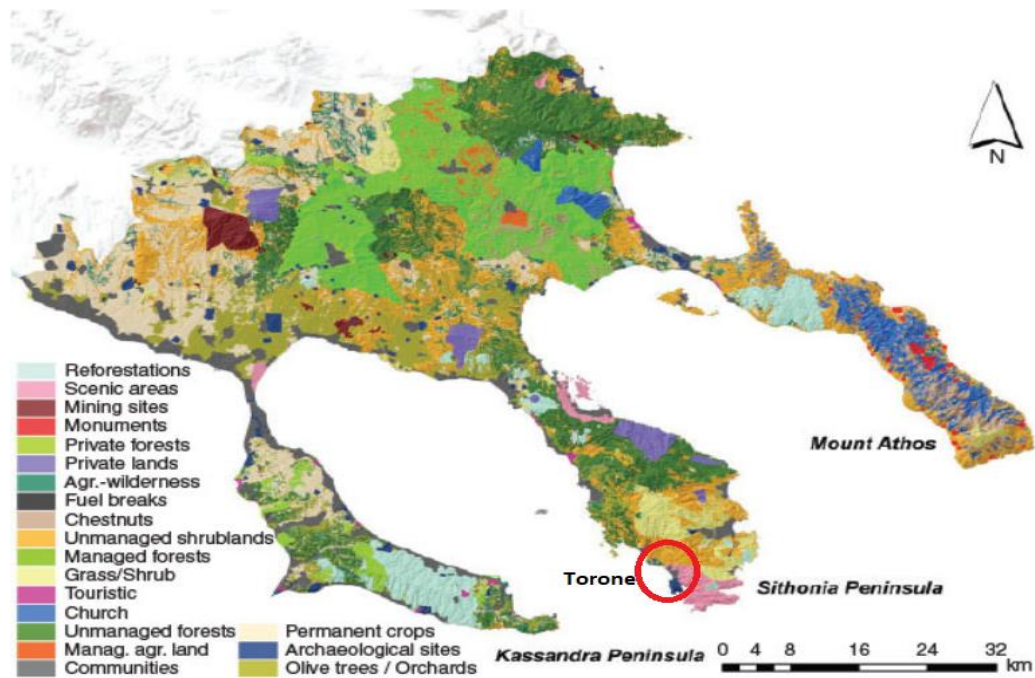 N
Reforestations
Scenic areas
Mining sites
Monuments
Private forests
Private lands
Agr.-wilderness
Fuel breaks
Chestnuts
Unmanaged shrublands
Managed forests
Grass/Shrub
Touristic
Church
Unmanaged forests
Manag. agr. land
Communities
Permanent crops
Archaeological sites
Olive trees / Orchards
Mount Athos
Torone
Sithonia Peninsula
Kassandra Peninsula
0 4 8 16 24 32
km